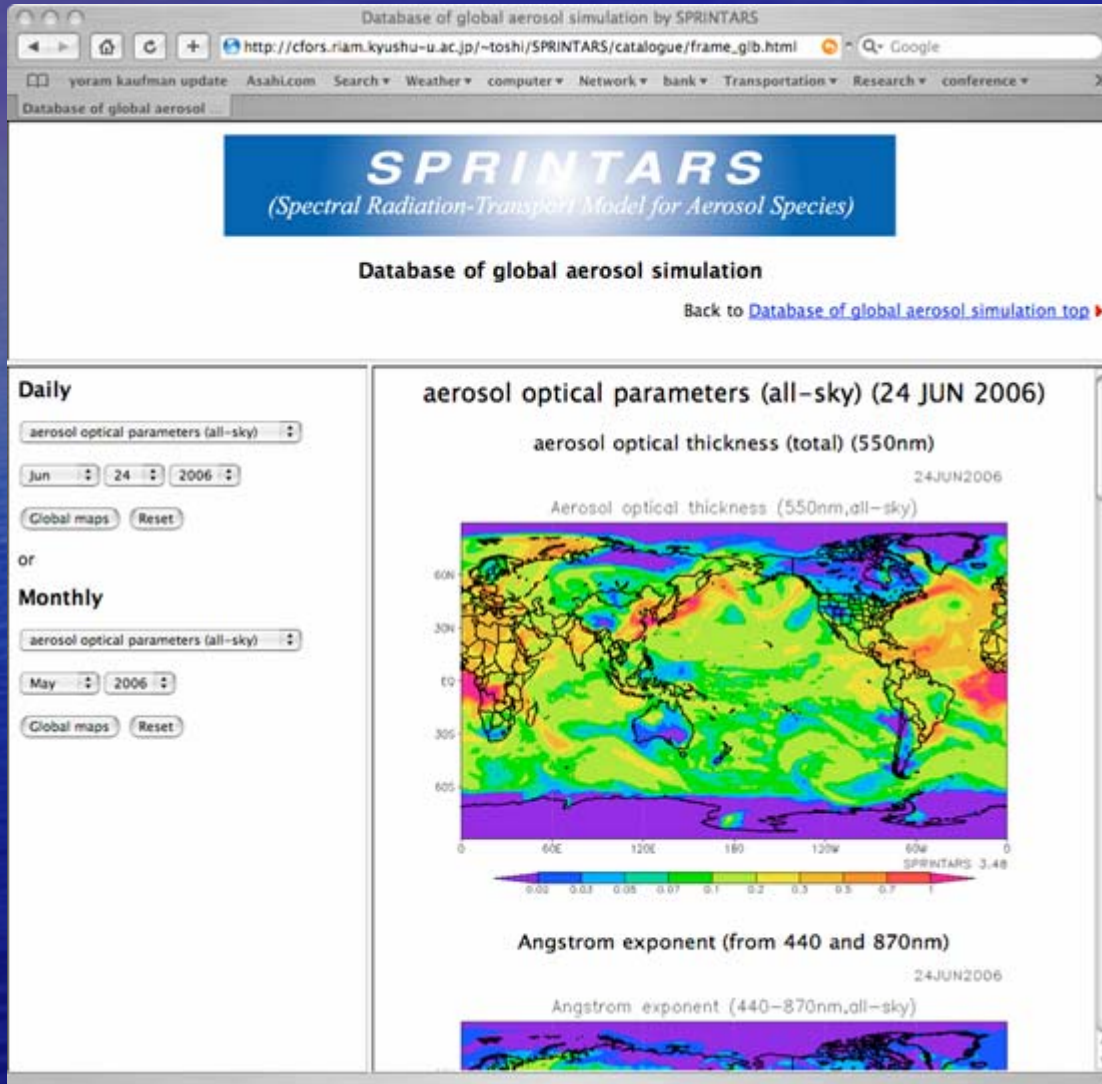 Database of global aerosol simulation by SPRINTARS
http://cfors.riam.kyushu-u.ac.jp/~toshi/SPRINTARS/catalogue/frame_glb.html
Google
yoram kaufman update Asahi.com Search Weather computer Network bank Transportation Research conference
Database of global aerosol ...
SPRINTARS
(Spectral Radiation-Transport Model for Aerosol Species)
Database of global aerosol simulation
Back to Database of global aerosol simulation top
Daily
aerosol optical parameters (all-sky)
Jun 24 2006
Global maps Reset
or
Monthly
aerosol optical parameters (all-sky)
May 2006
Global maps Reset
aerosol optical parameters (all-sky) (24 JUN 2006)
aerosol optical thickness (total) (550nm)
24JUN2006
Aerosol optical thickness (550nm,all-sky)
60N
30N
EQ
30S
60S
0 60E 120E 180 120W 60W 0
SPRINTARS 3.48
0.02 0.03 0.05 0.07 0.1 0.2 0.3 0.5 0.7 1
Angstrom exponent (from 440 and 870nm)
24JUN2006
Angstrom exponent (440-870nm,all-sky)